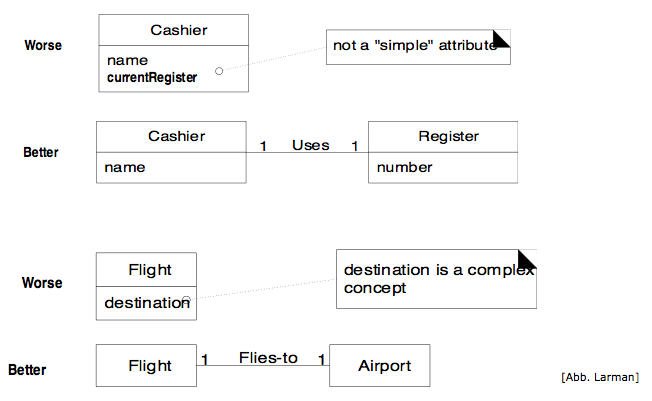 Cashier
Worse
name
currentRegister
not a "simple" attribute
Better
Cashier
name
1 Uses 1
Register
number
Worse
Flight
destination
destination is a complex
concept
Better
Flight
1 Flies-to 1
Airport
[Abb. Larman]